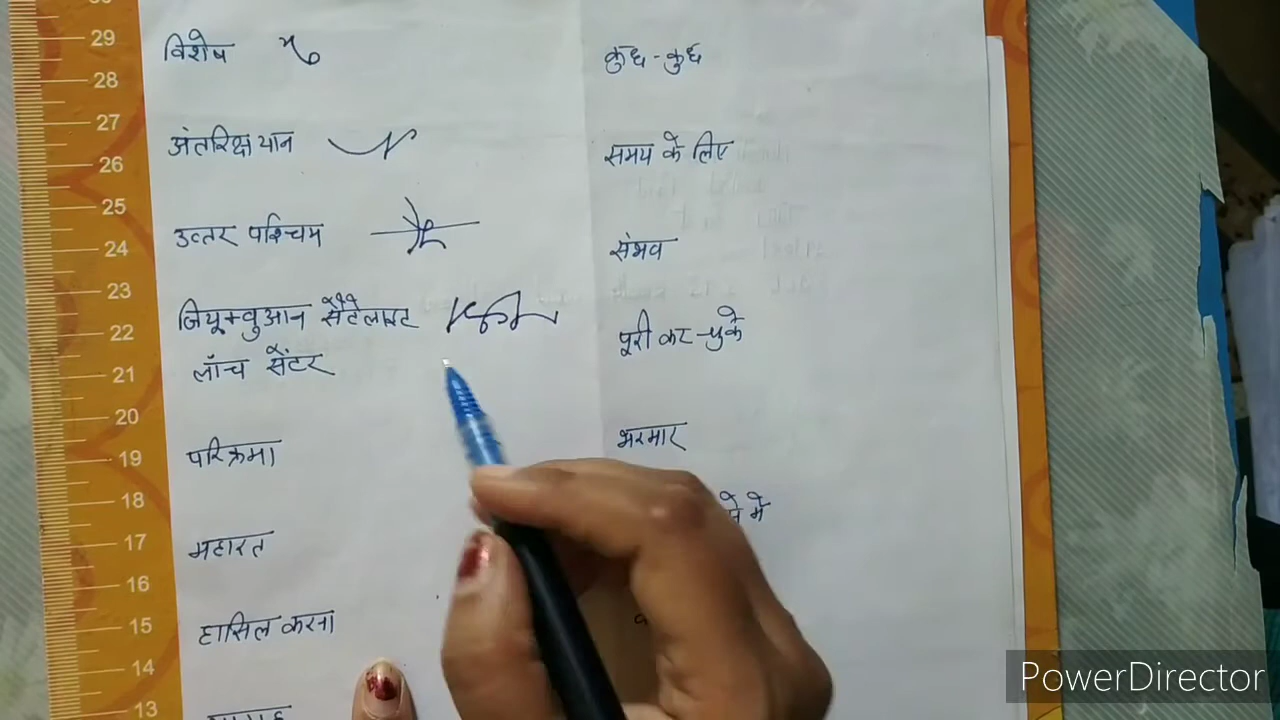 29
28
27
26
25
24
23
22
21
20
19
18
17
16
15
14
13
विशेष
अंतरिक्ष यान
उत्तर पश्चिम
जियूक्वुआन सैटेलाइट
लॉंच सैंटर
परिक्रमा
महारत
हासिल करना
कुछ-कुछ
समय के लिए
संभव
पूरी कर चुके
भरमार
में
PowerDirector